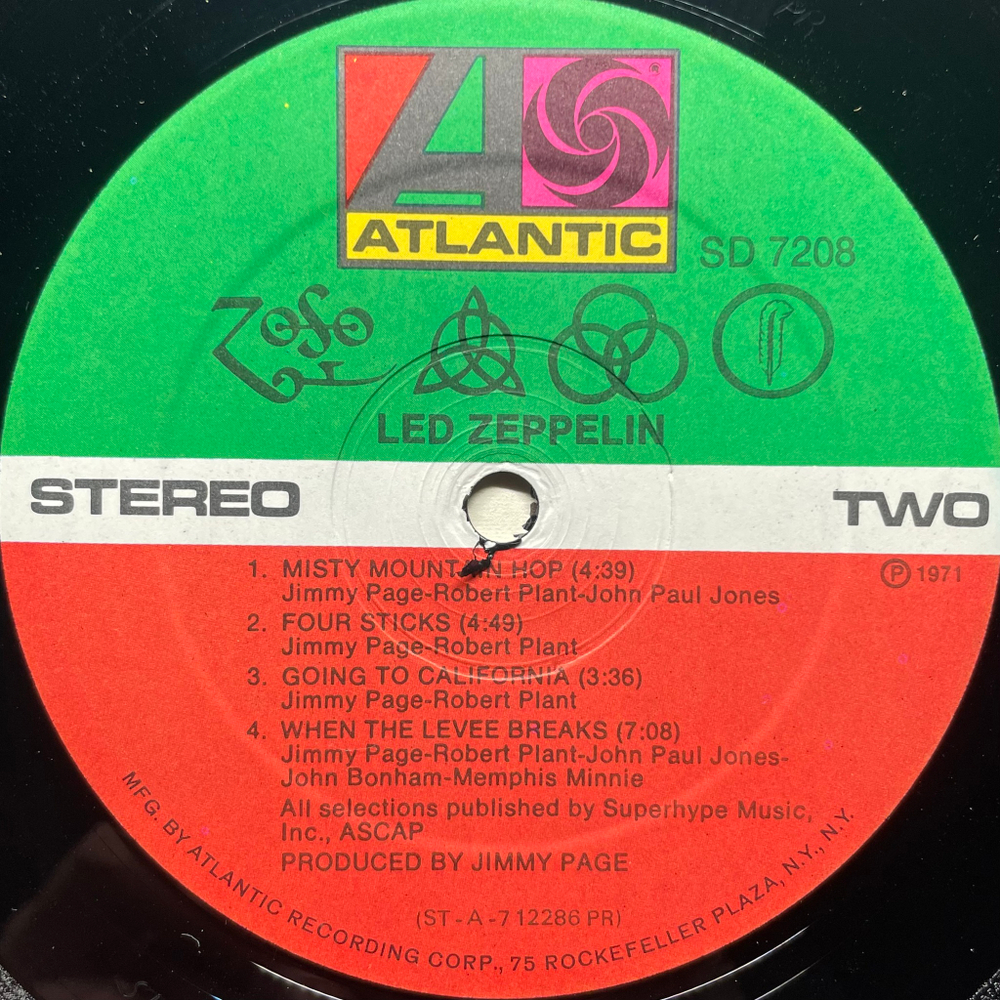 ®
ATLANTIC
SD 7208
LED ZEPPELIN
STEREO
TWO
1. MISTY MOUNTAIN HOP (4:39)
Jimmy Page-Robert Plant-John Paul Jones
℗ 1971
2. FOUR STICKS (4:49)
Jimmy Page-Robert Plant
3. GOING TO CALIFORNIA (3:36)
Jimmy Page-Robert Plant
4. WHEN THE LEVEE BREAKS (7:08)
Jimmy Page-Robert Plant-John Paul Jones-
John Bonham-Memphis Minnie
All selections published by Superhype Music,
Inc., ASCAP
PRODUCED BY JIMMY PAGE
(ST-A-712286 PR)
MFG. BY ATLANTIC RECORDING CORP., 75 ROCKEFELLER PLAZA, N.Y., N.Y.